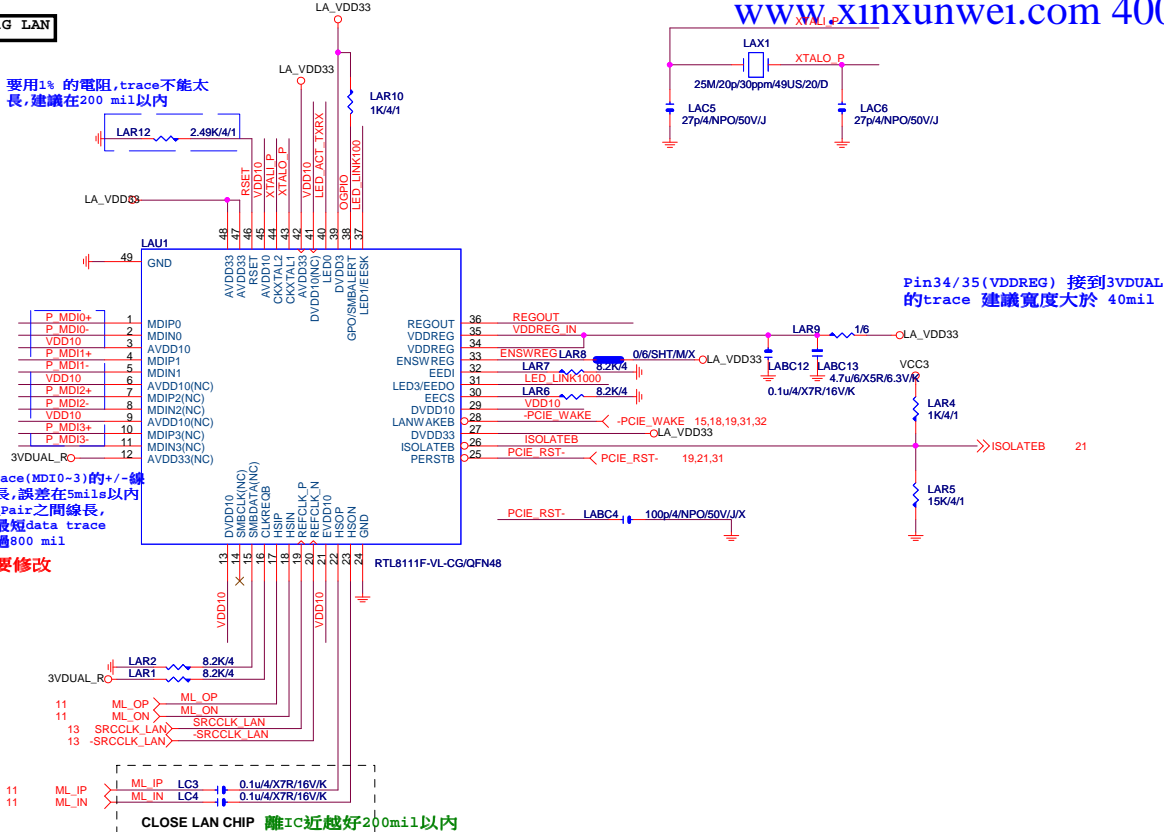 G LAN
www.xinxunwei.com 400
LA_VDD33
XTALI_P
LAX1
XTALO_P
25M/20p/30ppm/49US/20/D
LAC5
27p/4/NPO/50V/J
LAC6
27p/4/NPO/50V/J
要用1% 的電阻,trace不能太
長,建議在200 mil以內
LA_VDD33
LAR10
1K/4/1
LAR12
2.49K/4/1
RSET
VDD10
XTALI_P
XTALO_P
VDD10
LED_ACT_TXRX
OGPIO
LED_LINK100
LA_VDD33
48
47
46
45
44
43
42
41
40
39
38
37
LAU1
49
GND
AVDD33
AVDD33
RSET
AVDD10
CKXTAL2
CKXTAL1
AVDD33
DVDD10(NC)
LED0
DVDD3
GPO/SMBALERT
LED1/EESK
Pin34/35(VDDREG) 接到3VDUAL
的trace 建議寬度大於 40mil
P_MDI0+ 1 MDIP0
P_MDI0- 2 MDIN0
VDD10 3 AVDD10
P_MDI1+ 4 MDIP1
P_MDI1- 5 MDIN1
VDD10 6 AVDD10(NC)
P_MDI2+ 7 MDIP2(NC)
P_MDI2- 8 MDIN2(NC)
VDD10 9 AVDD10(NC)
P_MDI3+ 10 MDIP3(NC)
P_MDI3- 11 MDIN3(NC)
3VDUAL_R 12 AVDD33(NC)
REGOUT 36 REGOUT
VDDREG 35 VDDREG_IN
VDDREG 34
ENSWREG 33 ENSWREG LAR8 0/6/SHT/M/X LA_VDD33
EEDI 32 LAR7 8.2K/4
LED3/EEDO 31 LED_LINK1000
EECS 30 LAR6 8.2K/4
DVDD10 29 VDD10
LANWAKEB 28 -PCIE_WAKE -PCIE_WAKE 15,18,19,31,32
DVDD33 27 LA_VDD33
ISOLATEB 26 ISOLATEB
PERSTB 25 PCIE_RST- PCIE_RST- 19,21,31
LAR9 1/6 LA_VDD33
LABC12
0.1u/4/X7R/16V/K
LABC13
4.7u/6/X5R/6.3V/K
VCC3
LAR4
1K/4/1
ISOLATEB 21
LAR5
15K/4/1
PCIE_RST- LABC4 100p/4/NPO/50V/J/X
ace(MDI0~3)的+/-線
長,誤差在5mils以內
Pair之間線長,
最短data trace
過800 mil
要修改
DVDD10
SMBCLK(NC)
SMBDATA(NC)
CLKREQB
HSIP
HSIN
REFCLK_P
REFCLK_N
EVDD10
HSOP
HSON
GND
RTL8111F-VL-CG/QFN48
13
14
15
16
17
18
19
20
21
22
23
24
VDD10
VDD10
LAR2 8.2K/4
3VDUAL_R LAR1 8.2K/4
11 ML_OP ML_OP
11 ML_ON ML_ON
13 SRCCLK_LAN SRCCLK_LAN
13 -SRCCLK_LAN -SRCCLK_LAN
11 ML_IP ML_IP LC3 0.1u/4/X7R/16V/K
11 ML_IN ML_IN LC4 0.1u/4/X7R/16V/K
CLOSE LAN CHIP 離IC近越好200mil以內